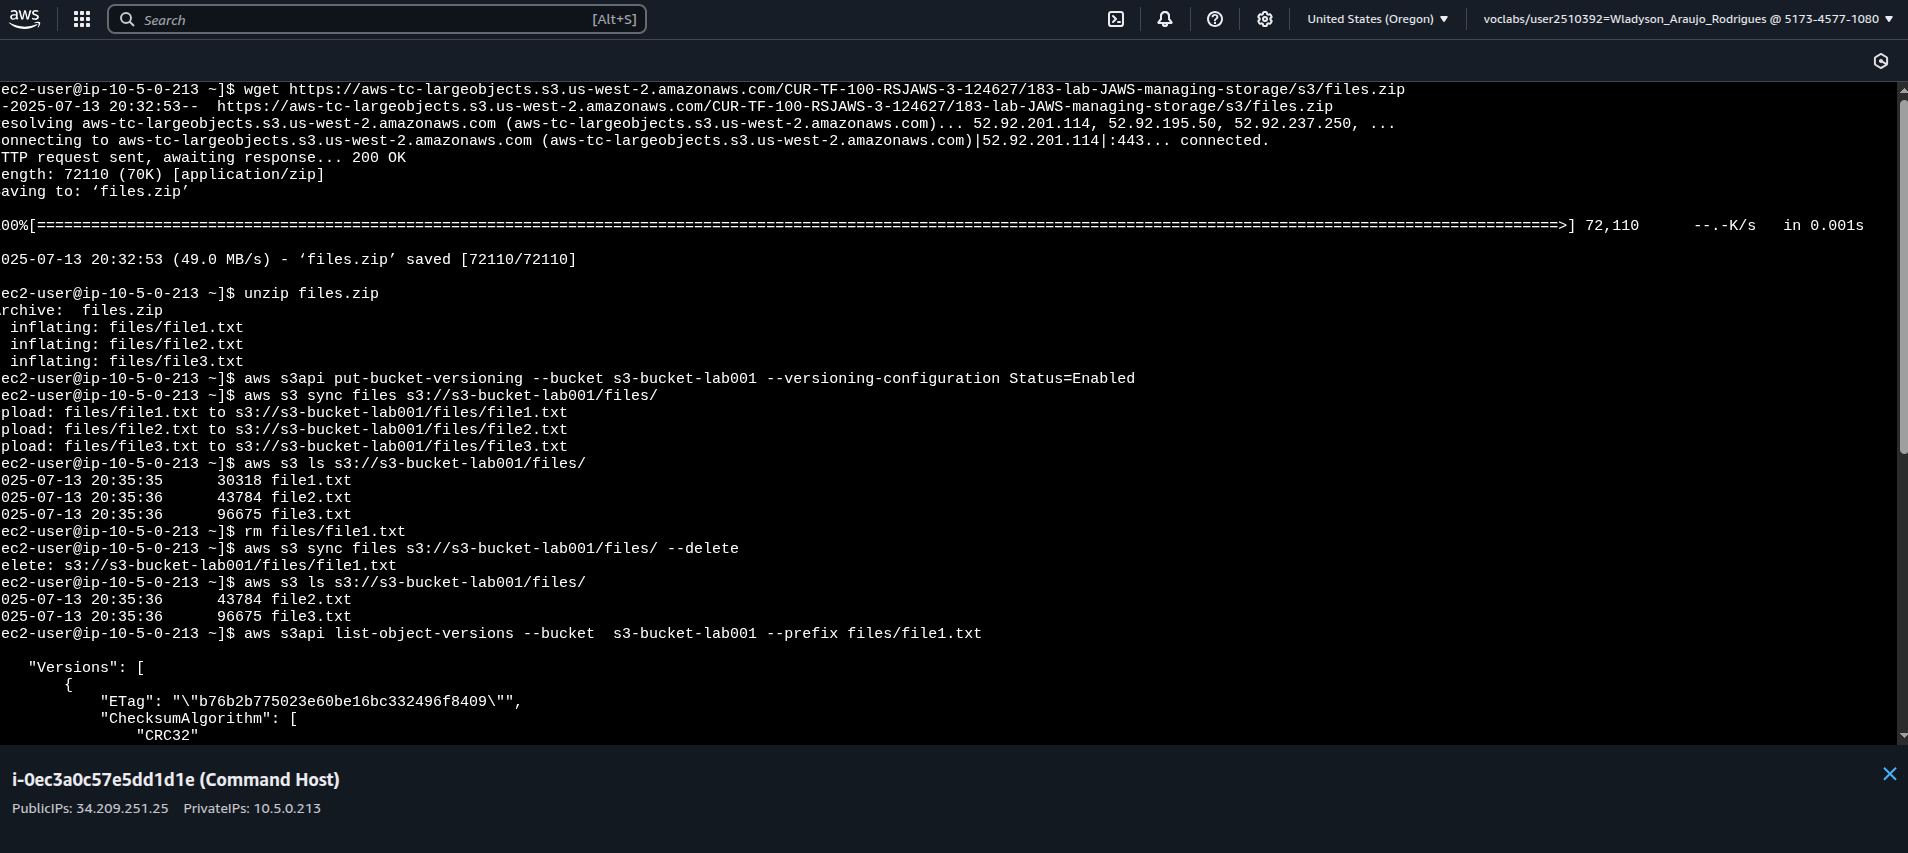 aws
Search [Alt+S]
United States (Oregon) voclabs/user2510392=Wladyson_Araujo_Rodrigues @ 5173-4577-1080
ec2-user@ip-10-5-0-213 ~]$ wget https://aws-tc-largeobjects.s3.us-west-2.amazonaws.com/CUR-TF-100-RSJAWS-3-124627/183-lab-JAWS-managing-storage/s3/files.zip
-2025-07-13 20:32:53--  https://aws-tc-largeobjects.s3.us-west-2.amazonaws.com/CUR-TF-100-RSJAWS-3-124627/183-lab-JAWS-managing-storage/s3/files.zip
esolving aws-tc-largeobjects.s3.us-west-2.amazonaws.com (aws-tc-largeobjects.s3.us-west-2.amazonaws.com)... 52.92.201.114, 52.92.195.50, 52.92.237.250, ...
onnecting to aws-tc-largeobjects.s3.us-west-2.amazonaws.com (aws-tc-largeobjects.s3.us-west-2.amazonaws.com)|52.92.201.114|:443... connected.
TTP request sent, awaiting response... 200 OK
ength: 72110 (70K) [application/zip]
aving to: ‘files.zip’
00%[=========================================================================================================================================================================>] 72,110      --.-K/s   in 0.001s
025-07-13 20:32:53 (49.0 MB/s) - ‘files.zip’ saved [72110/72110]
ec2-user@ip-10-5-0-213 ~]$ unzip files.zip
rchive:  files.zip
 inflating: files/file1.txt
 inflating: files/file2.txt
 inflating: files/file3.txt
ec2-user@ip-10-5-0-213 ~]$ aws s3api put-bucket-versioning --bucket s3-bucket-lab001 --versioning-configuration Status=Enabled
ec2-user@ip-10-5-0-213 ~]$ aws s3 sync files s3://s3-bucket-lab001/files/
pload: files/file1.txt to s3://s3-bucket-lab001/files/file1.txt
pload: files/file2.txt to s3://s3-bucket-lab001/files/file2.txt
pload: files/file3.txt to s3://s3-bucket-lab001/files/file3.txt
ec2-user@ip-10-5-0-213 ~]$ aws s3 ls s3://s3-bucket-lab001/files/
025-07-13 20:35:35      30318 file1.txt
025-07-13 20:35:36      43784 file2.txt
025-07-13 20:35:36      96675 file3.txt
ec2-user@ip-10-5-0-213 ~]$ rm files/file1.txt
ec2-user@ip-10-5-0-213 ~]$ aws s3 sync files s3://s3-bucket-lab001/files/ --delete
elete: s3://s3-bucket-lab001/files/file1.txt
ec2-user@ip-10-5-0-213 ~]$ aws s3 ls s3://s3-bucket-lab001/files/
025-07-13 20:35:36      43784 file2.txt
025-07-13 20:35:36      96675 file3.txt
ec2-user@ip-10-5-0-213 ~]$ aws s3api list-object-versions --bucket  s3-bucket-lab001 --prefix files/file1.txt
   "Versions": [
       {
           "ETag": "\"b76b2b775023e60be16bc332496f8409\"",
           "ChecksumAlgorithm": [
               "CRC32"
i-0ec3a0c57e5dd1d1e (Command Host)
PublicIPs: 34.209.251.25 PrivateIPs: 10.5.0.213